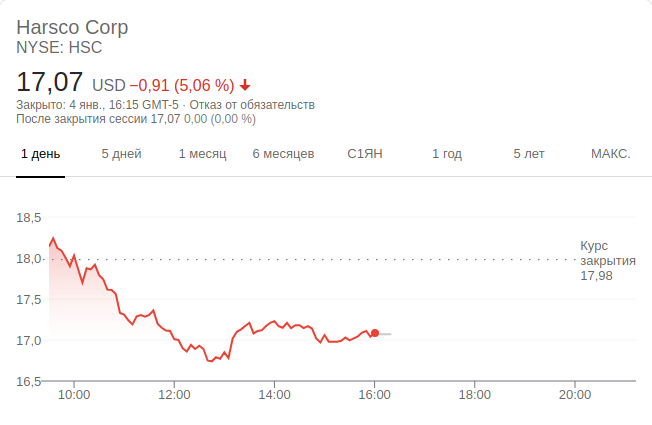 Harsco Corp
NYSE: HSC
17,07 USD −0,91 (5,06 %)
Закрыто: 4 янв., 16:15 GMT-5 · Отказ от обязательств
После закрытия сессии 17,07 0,00 (0,00 %)
1 день 5 дней 1 месяц 6 месяцев С1ЯН 1 год 5 лет МАКС.
18,5
18,0
17,5
17,0
16,5
Курс
закрытия
17,98
10:00 12:00 14:00 16:00 18:00 20:00